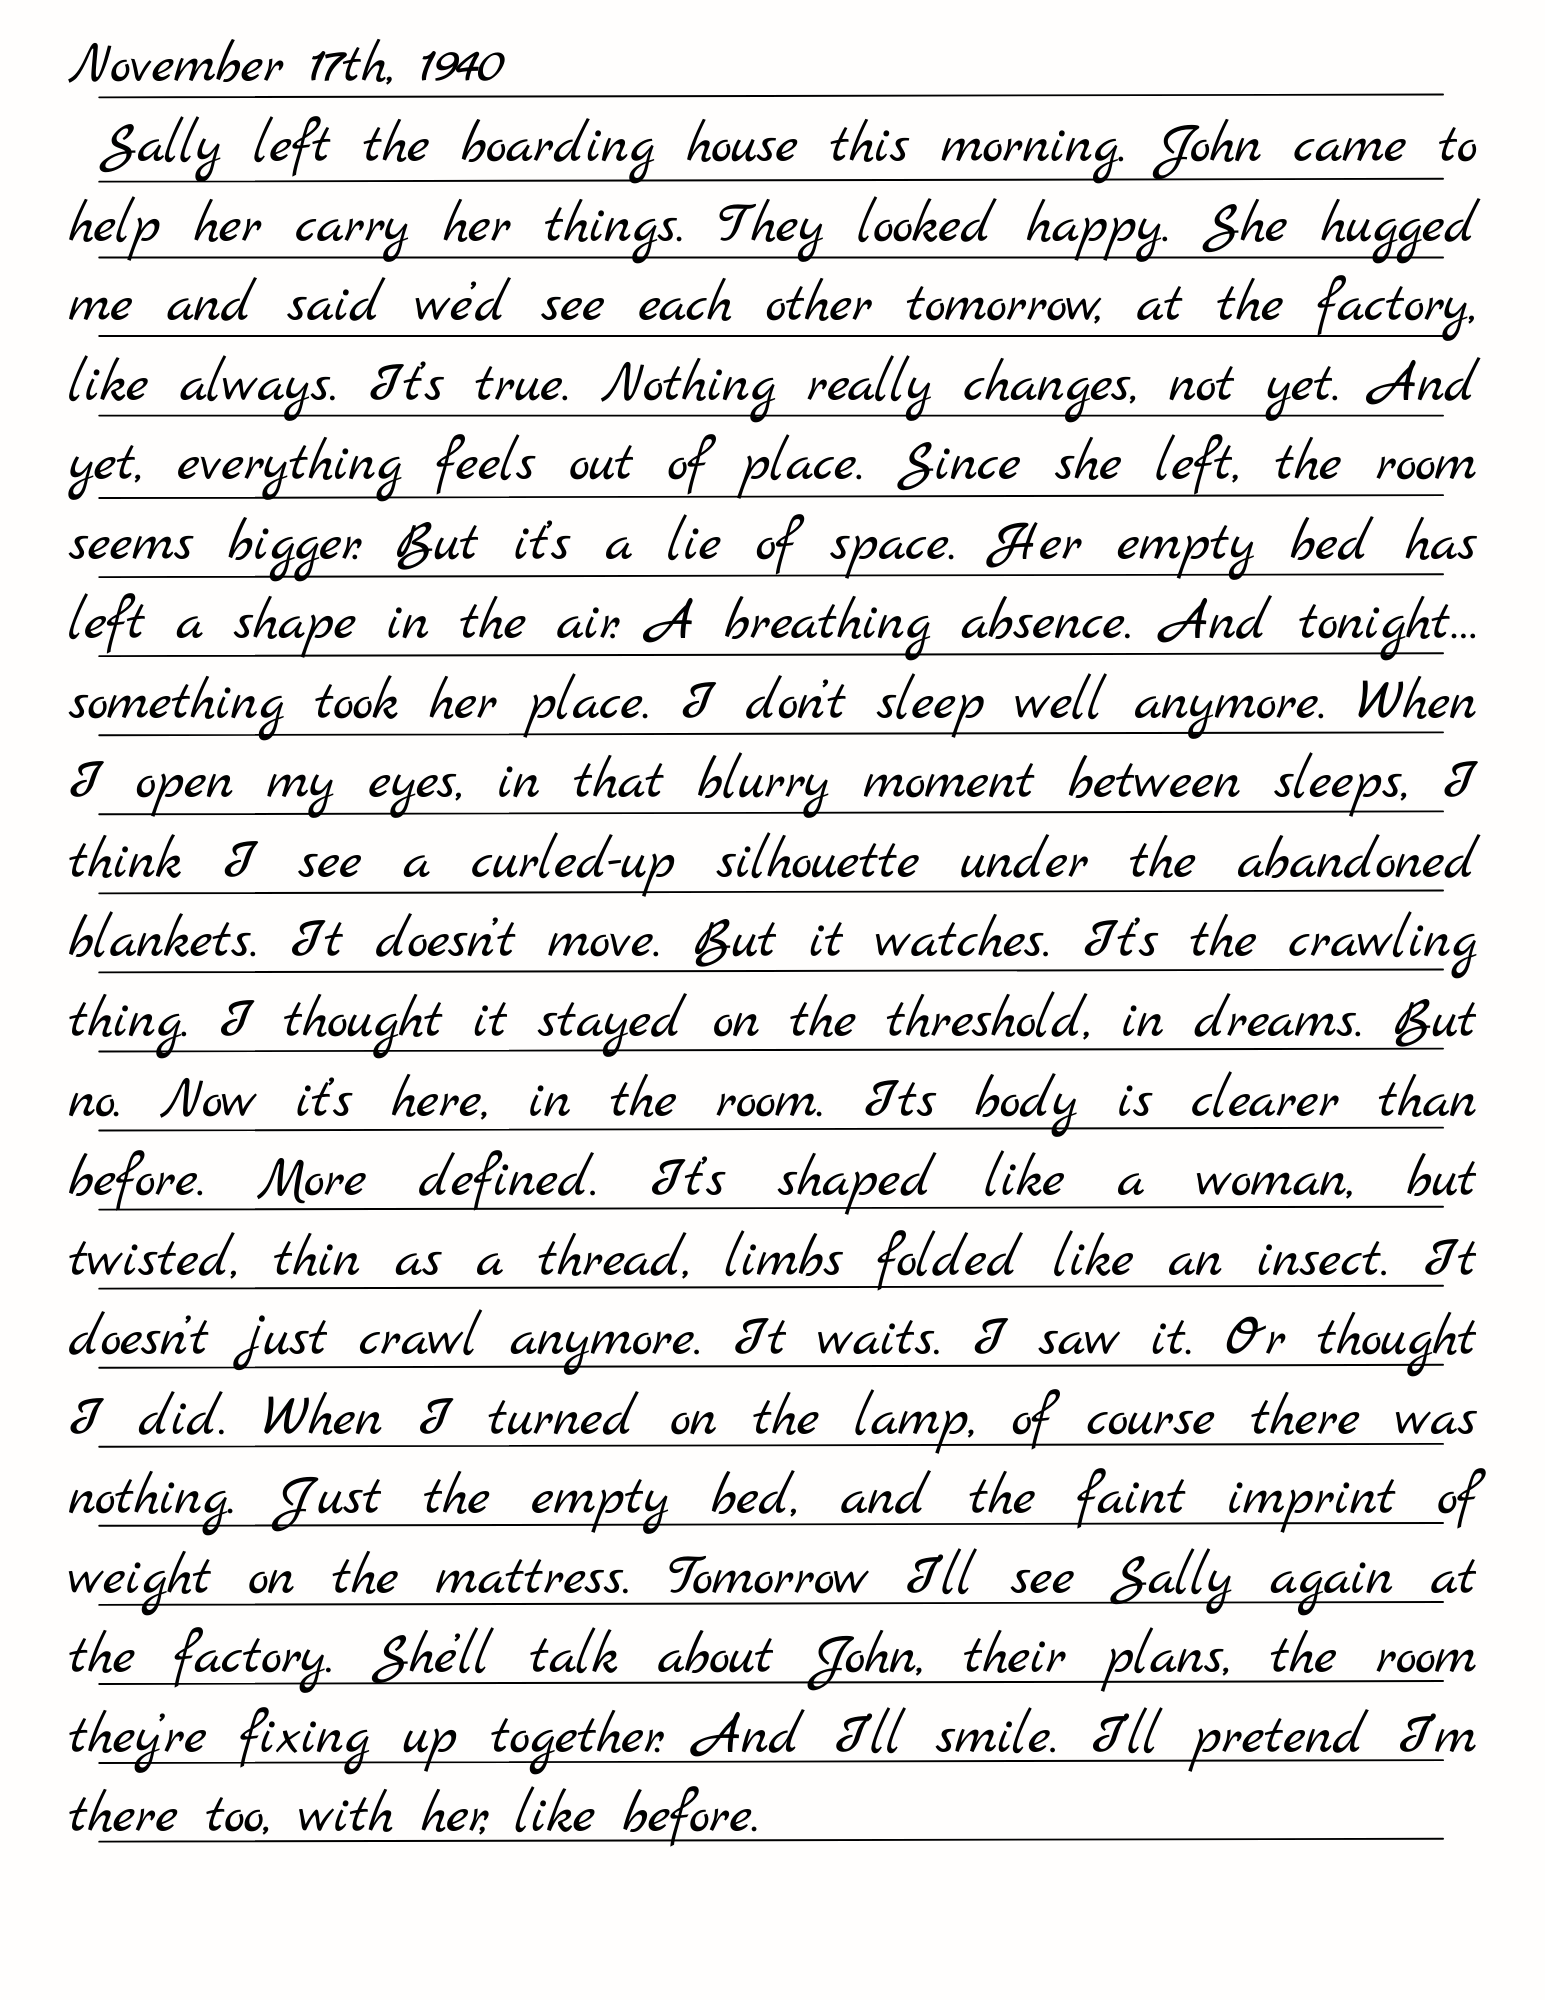 November 17th, 1940
Sally left the boarding house this morning. John came to
help her carry her things. They looked happy. She hugged
me and said we'd see each other tomorrow, at the factory,
like always. It's true. Nothing really changes, not yet. And
yet, everything feels out of place. Since she left, the room
seems bigger. But it's a lie of space. Her empty bed has
left a shape in the air. A breathing absence. And tonight...
something took her place. I don't sleep well anymore. When
I open my eyes, in that blurry moment between sleeps, I
think I see a curled-up silhouette under the abandoned
blankets. It doesn't move. But it watches. It's the crawling
thing. I thought it stayed on the threshold, in dreams. But
no. Now it's here, in the room. Its body is clearer than
before. More defined. It's shaped like a woman, but
twisted, thin as a thread, limbs folded like an insect. It
doesn't just crawl anymore. It waits. I saw it. Or thought
I did. When I turned on the lamp, of course there was
nothing. Just the empty bed, and the faint imprint of
weight on the mattress. Tomorrow I'll see Sally again at
the factory. She'll talk about John, their plans, the room
they're fixing up together. And I'll smile. I'll pretend I'm
there too, with her, like before.